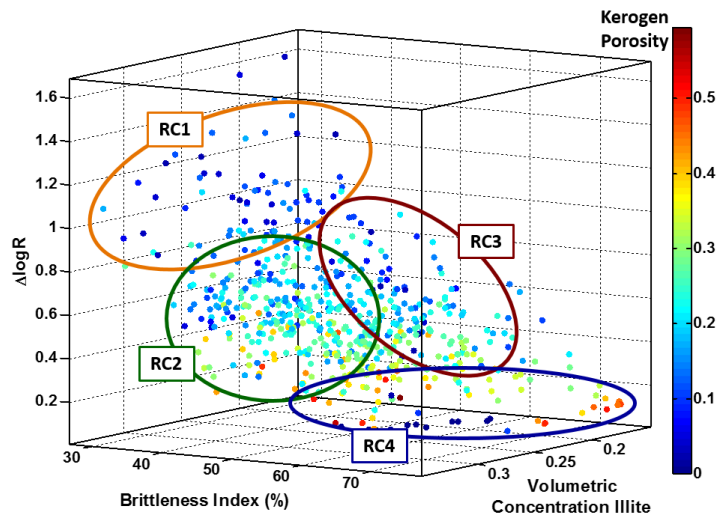 Kerogen
Porosity
1.6
1.4
1.2
1
0.8
0.6
0.4
0.2
ΔlogR
RC1
RC2
RC3
RC4
30
40
50
60
70
Brittleness Index (%)
0.3
0.25
0.2
Volumetric
Concentration Illite
0.5
0.4
0.3
0.2
0.1
0